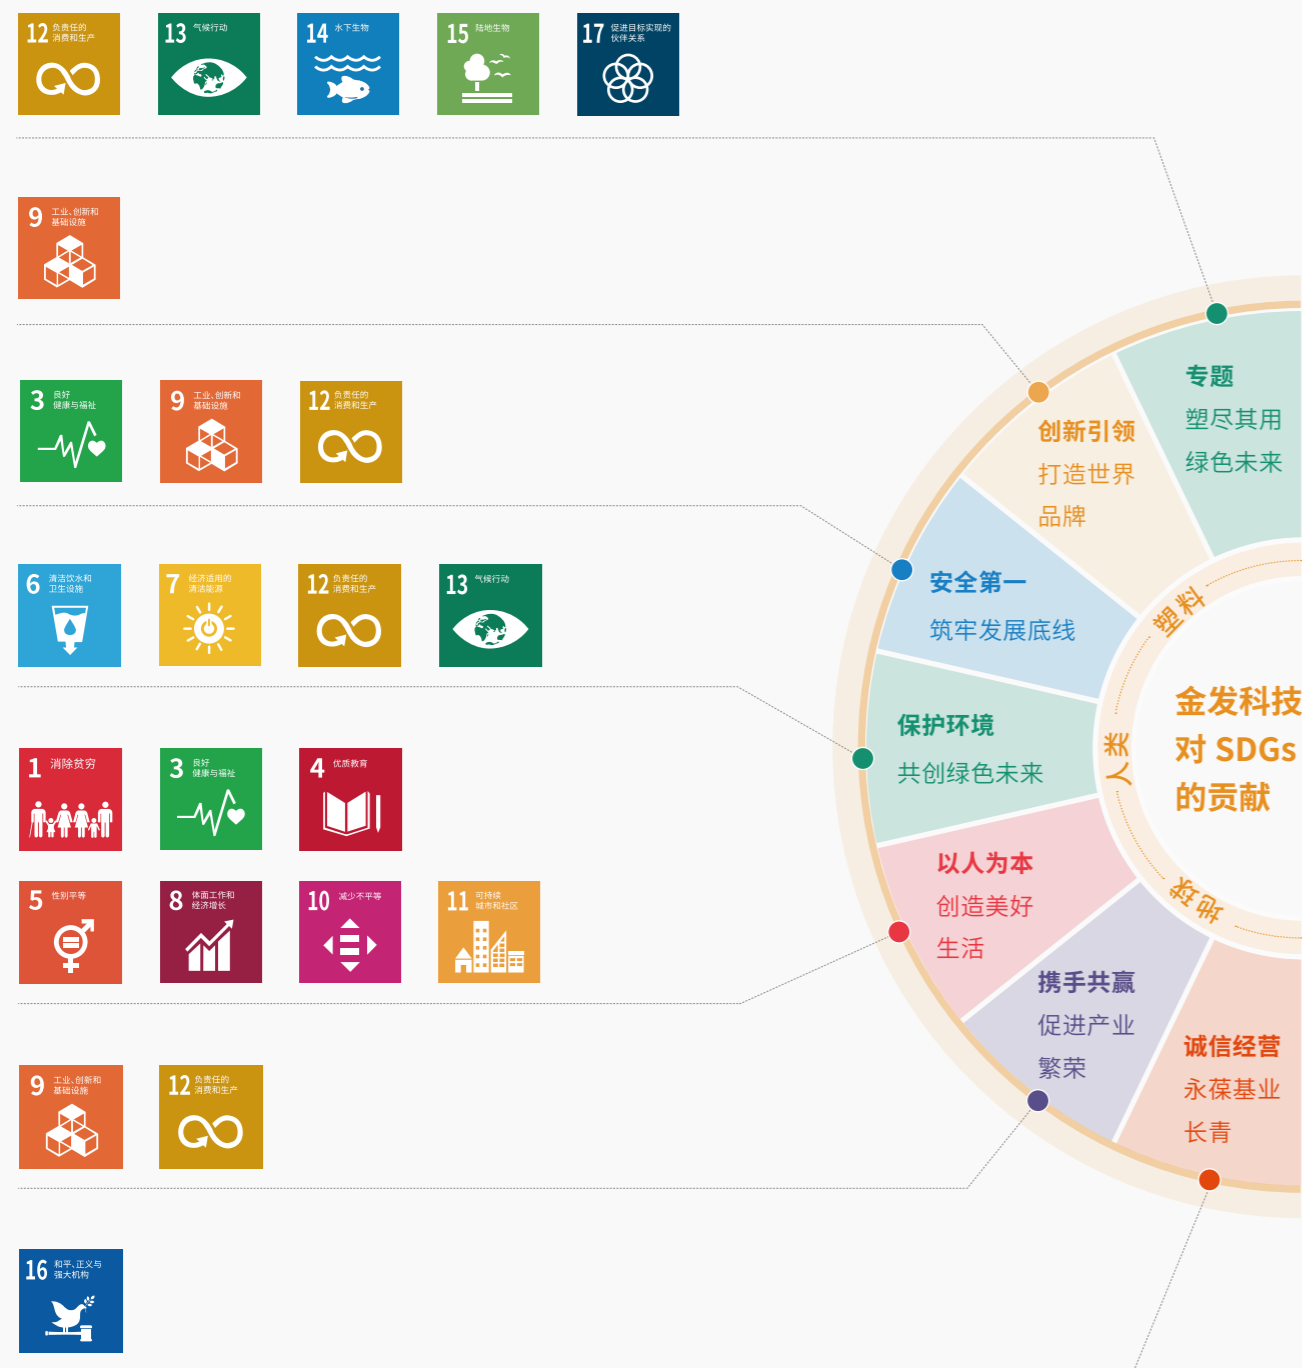 12 负责任的
消费和生产
13 气候行动
14 水下生物
15 陆地生物
17 促进目标实现的
伙伴关系
9 工业、创新和
基础设施
3 良好
健康与福祉
9 工业、创新和
基础设施
12 负责任的
消费和生产
6 清洁饮水和
卫生设施
7 经济适用的
清洁能源
12 负责任的
消费和生产
13 气候行动
1 消除贫穷
3 良好
健康与福祉
4 优质教育
5 性别平等
8 体面工作和
经济增长
10 减少不平等
11 可持续
城市和社区
9 工业、创新和
基础设施
12 负责任的
消费和生产
16 和平、正义与
强大机构
专题
塑尽其用
绿色未来
创新引领
打造世界
品牌
安全第一
筑牢发展底线
保护环境
共创绿色未来
以人为本
创造美好
生活
携手共赢
促进产业
繁荣
诚信经营
永葆基业
长青
塑料
人类
地球
金发科技
对 SDGs
的贡献